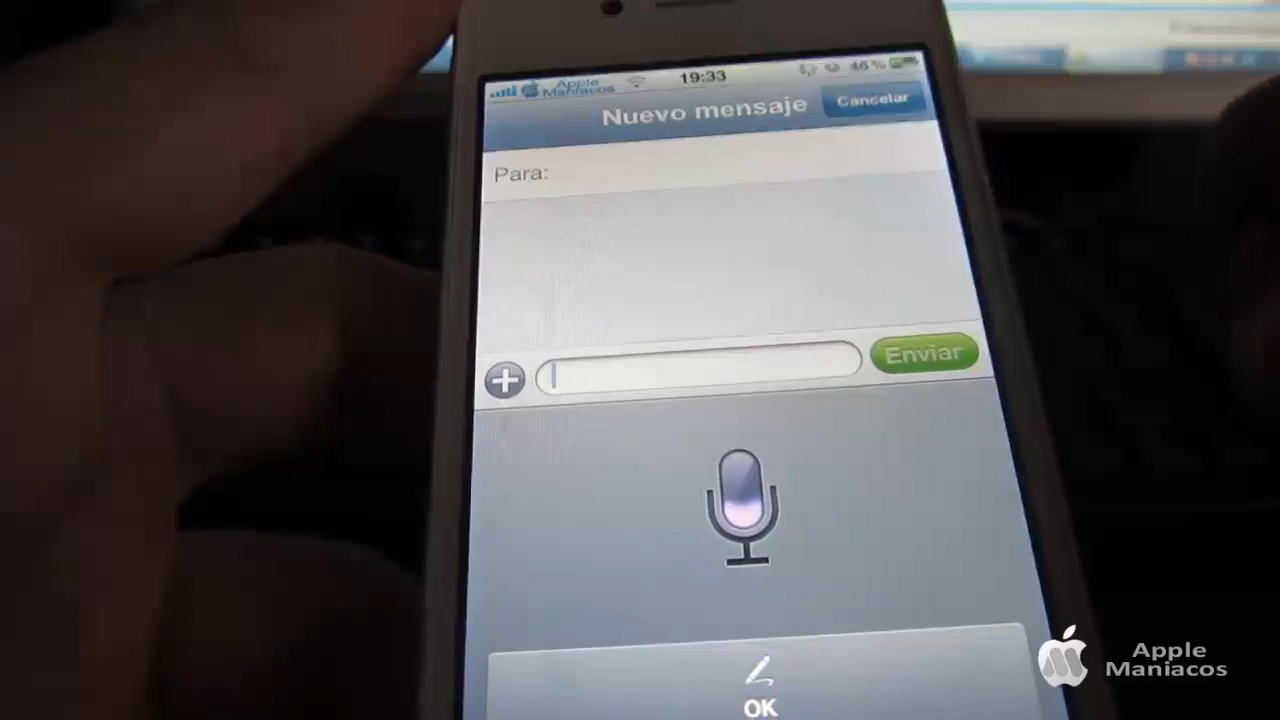 Apple
Maniacos
19:33
46%
Nuevo mensaje
Cancelar
Para:
Enviar
OK
Apple
Maniacos